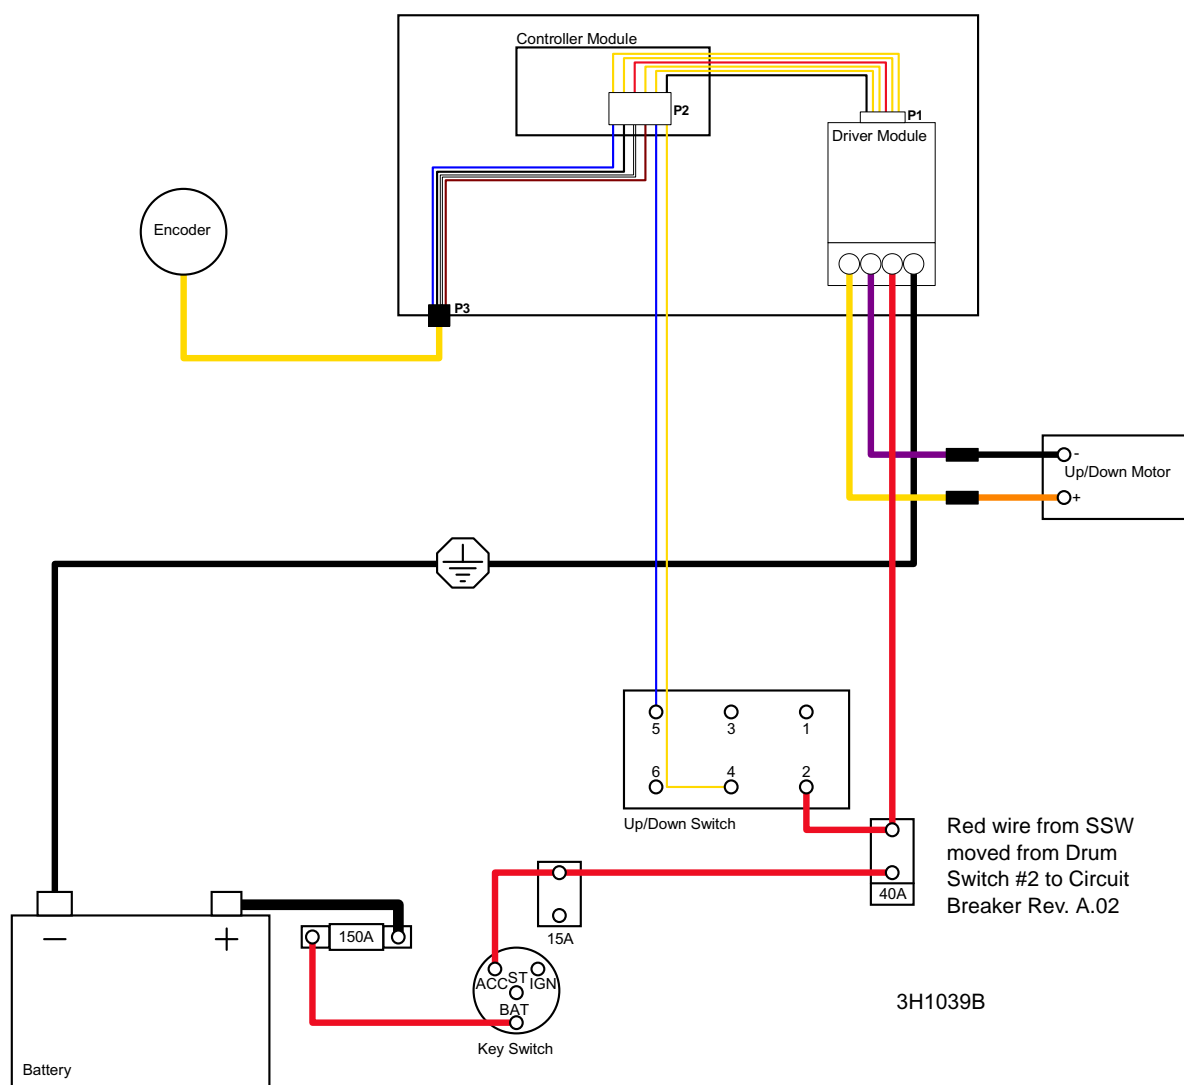 Controller Module
P2
P1
Driver Module
Encoder
P3
-
Up/Down Motor
+
5
3
1
6
4
2
Up/Down Switch
Red wire from SSW
moved from Drum
Switch #2 to Circuit
Breaker Rev. A.02
40A
15A
150A
—
+
ACC
ST
IGN
BAT
3H1039B
Key Switch
Battery